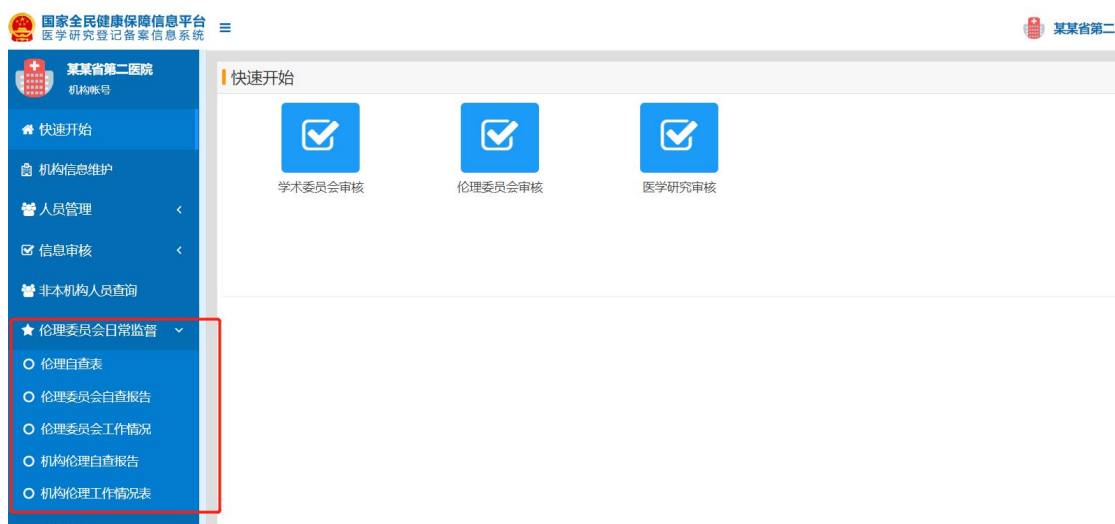 国家全民健康保障信息平台
医学研究登记备案信息系统
某某省第二
某某省第二医院
机构帐号
快速开始
机构信息维护
人员管理
信息审核
非本机构人员查询
伦理委员会日常监督
伦理自查表
伦理委员会自查报告
伦理委员会工作情况
机构伦理自查报告
机构伦理工作情况表
快速开始
学术委员会审核
伦理委员会审核
医学研究审核